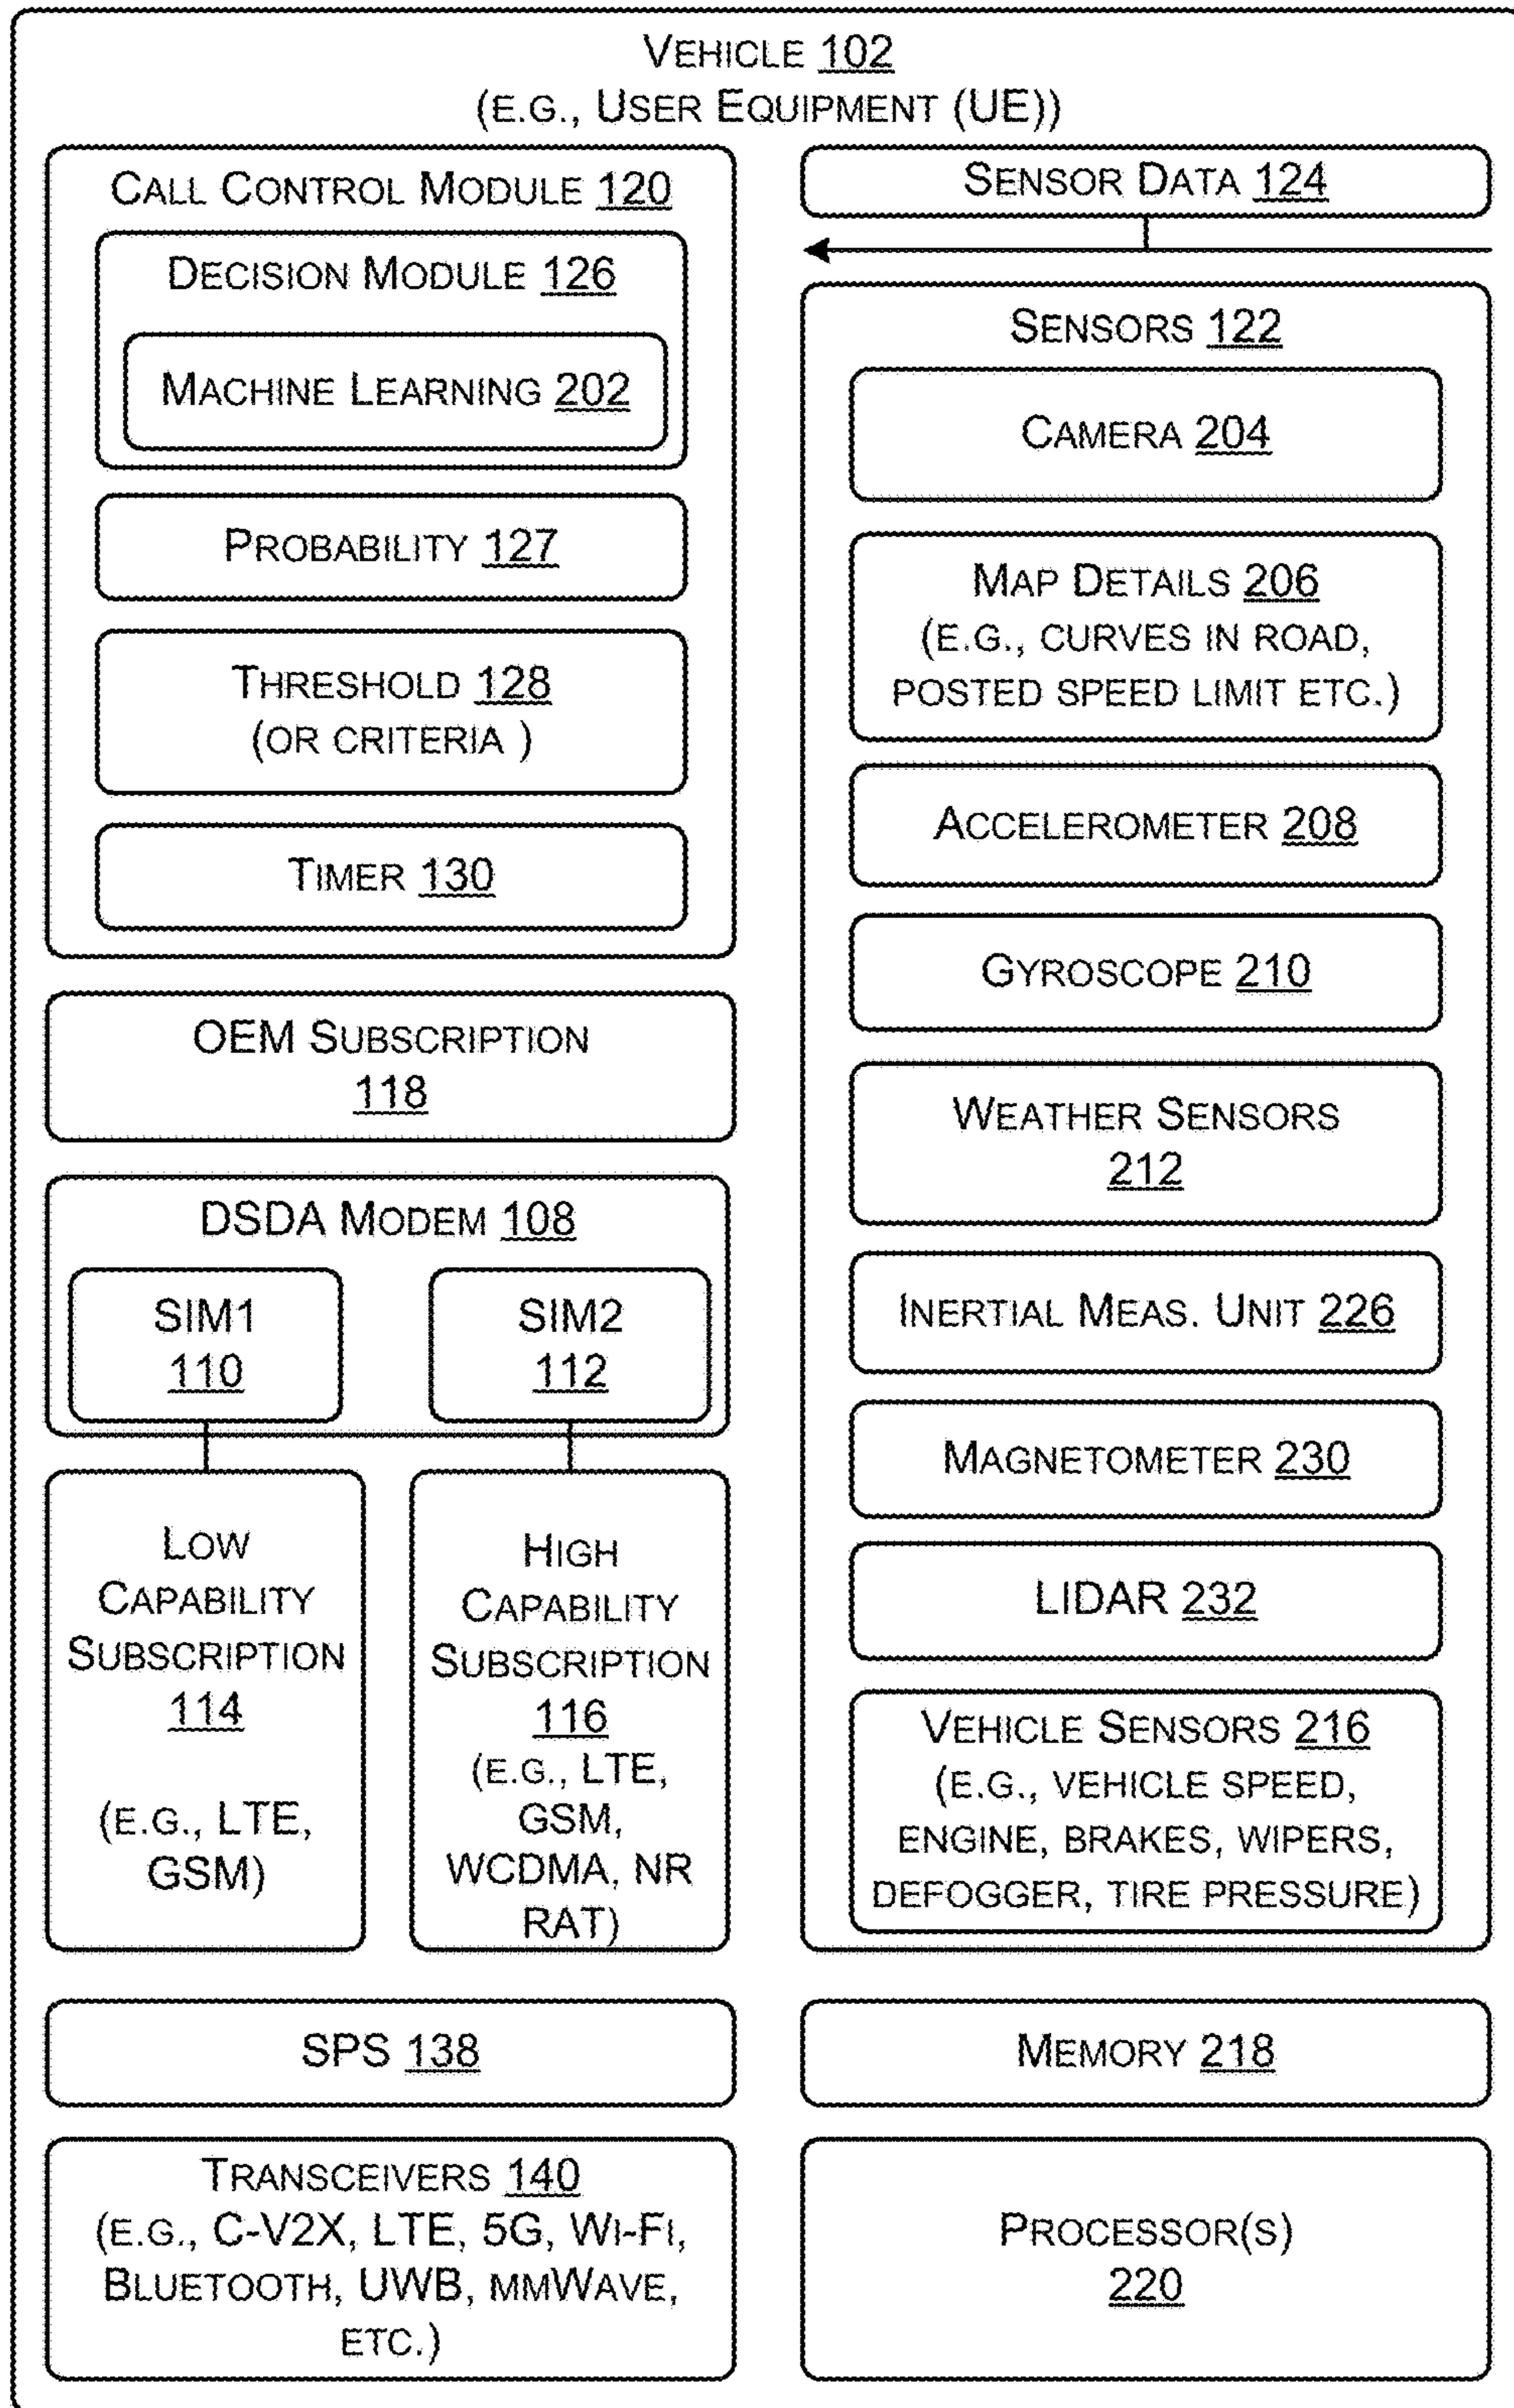 VEHICLE 102
(E.G., USER EQUIPMENT (UE))
CALL CONTROL MODULE 120
DECISION MODULE 126
MACHINE LEARNING 202
PROBABILITY 127
THRESHOLD 128
(OR CRITERIA )
TIMER 130
OEM SUBSCRIPTION
118
DSDA MODEM 108
SIM1
110
SIM2
112
LOW
CAPABILITY
SUBSCRIPTION
114
(E.G., LTE,
GSM)
HIGH
CAPABILITY
SUBSCRIPTION
116
(E.G., LTE,
GSM,
WCDMA, NR
RAT)
SPS 138
TRANSCEIVERS 140
(E.G., C-V2X, LTE, 5G, WI-FI,
BLUETOOTH, UWB, MMWAVE,
ETC.)
SENSOR DATA 124
SENSORS 122
CAMERA 204
MAP DETAILS 206
(E.G., CURVES IN ROAD,
POSTED SPEED LIMIT ETC.)
ACCELEROMETER 208
GYROSCOPE 210
WEATHER SENSORS
212
INERTIAL MEAS. UNIT 226
MAGNETOMETER 230
LIDAR 232
VEHICLE SENSORS 216
(E.G., VEHICLE SPEED,
ENGINE, BRAKES, WIPERS,
DEFOGGER, TIRE PRESSURE)
MEMORY 218
PROCESSOR(S)
220